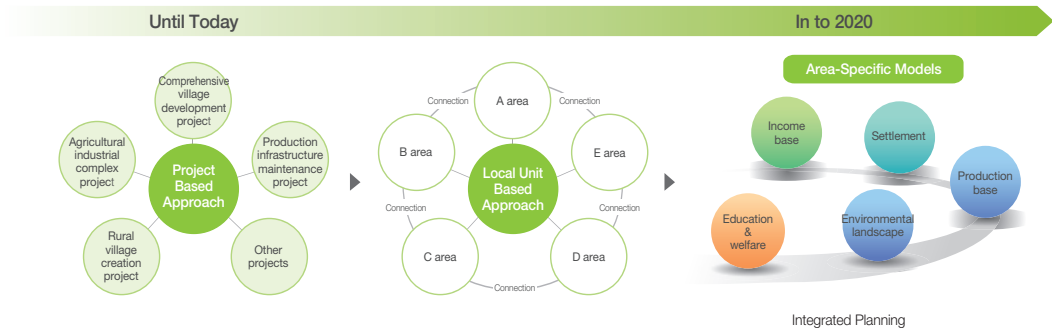 Until Today
In to 2020
Comprehensive
village
development
project
Agricultural
industrial
complex
project
Production
infrastructure
maintenance
project
Project
Based
Approach
Rural
village
creation
project
Other
projects
A area
Connection
Connection
B area
E area
Local Unit
Based
Approach
Connection
Connection
C area
D area
Connection
Area-Specific Models
Income
base
Settlement
Production
base
Education
&
welfare
Environmental
landscape
Integrated Planning